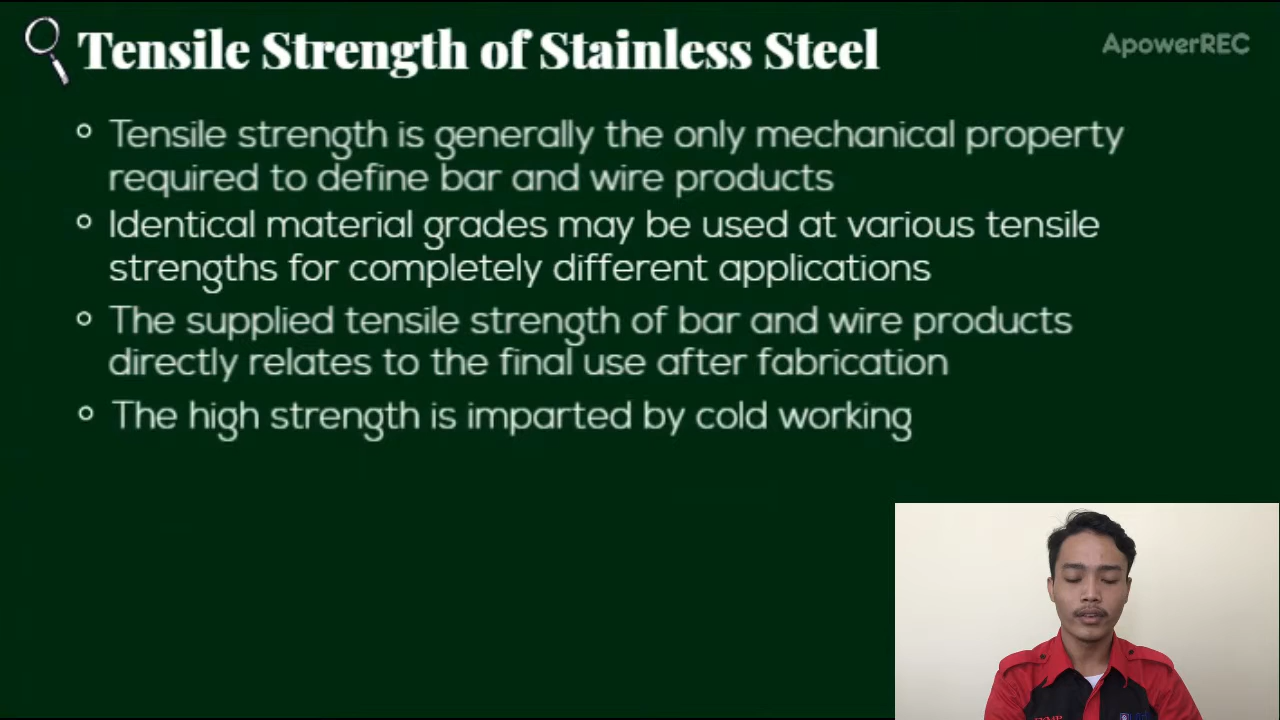 Tensile Strength of Stainless Steel
ApowerREC
Tensile strength is generally the only mechanical property
required to define bar and wire products
Identical material grades may be used at various tensile
strengths for completely different applications
The supplied tensile strength of bar and wire products
directly relates to the final use after fabrication
The high strength is imparted by cold working